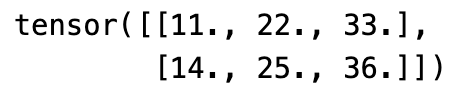 tensor([[11., 22., 33.],
        [14., 25., 36.]])